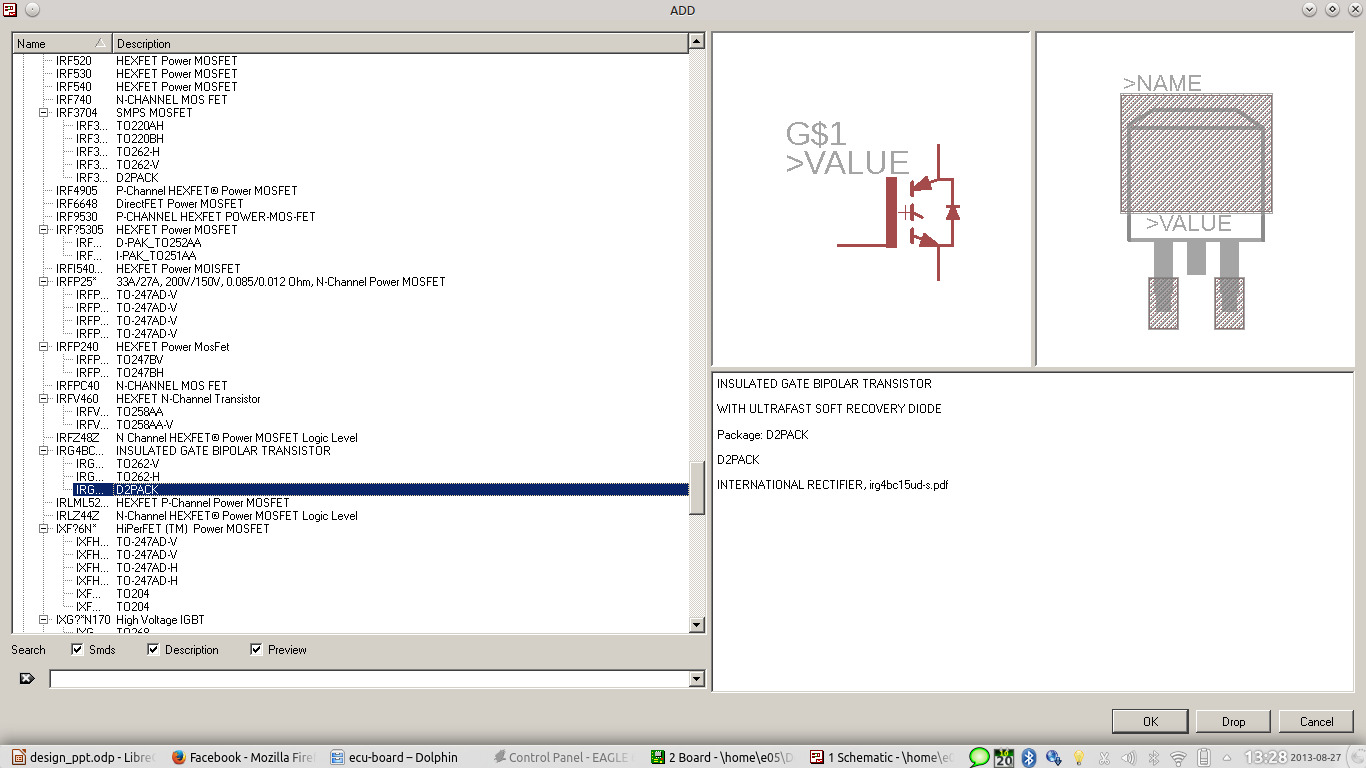 ADD
Name Description
IRF520 HEXFET Power MOSFET
IRF530 HEXFET Power MOSFET
IRF540 HEXFET Power MOSFET
IRF740 N-CHANNEL MOS FET
IRF3704 SMPS MOSFET
IRF3... TO220AH
IRF3... TO220BH
IRF3... TO262-H
IRF3... TO262-V
IRF3... D2PACK
IRF4905 P-Channel HEXFET® Power MOSFET
IRF6648 DirectFET Power MOSFET
IRF9530 P-CHANNEL HEXFET POWER-MOS-FET
IRF?5305 HEXFET Power MOSFET
IRF... D-PAK_TO252AA
IRF... I-PAK_TO251AA
IRFI540... HEXFET Power MOISFET
IRFP25* 33A/27A, 200V/150V, 0.085/0.012 Ohm, N-Channel Power MOSFET
IRFP... TO-247AD-V
IRFP... TO-247AD-V
IRFP... TO-247AD-V
IRFP... TO-247AD-V
IRFP240 HEXFET Power MosFet
IRFP... TO247BV
IRFP... TO247BH
IRFPC40 N-CHANNEL MOS FET
IRFV460 HEXFET N-Channel Transistor
IRFV... TO258AA
IRFV... TO258AA-V
IRFZ48Z N Channel HEXFET® Power MOSFET Logic Level
IRG4BC... INSULATED GATE BIPOLAR TRANSISTOR
IRG... TO262-V
IRG... TO262-H
IRG... D2PACK
IRLML52... HEXFET P-Channel Power MOSFET
IRLZ44Z N-Channel HEXFET® Power MOSFET Logic Level
IXF?6N* HiPerFET (TM) Power MOSFET
IXFH... TO-247AD-V
IXFH... TO-247AD-V
IXFH... TO-247AD-H
IXFH... TO-247AD-H
IXF... TO204
IXF... TO204
IXG?*N170 High Voltage IGBT
IXG... TO268
Search Smds Description Preview
G$1
>VALUE
>NAME
>VALUE
INSULATED GATE BIPOLAR TRANSISTOR
WITH ULTRAFAST SOFT RECOVERY DIODE
Package: D2PACK
D2PACK
INTERNATIONAL RECTIFIER, irg4bc15ud-s.pdf
OK Drop Cancel
design_ppt.odp - Libre Facebook - Mozilla Firef ecu-board – Dolphin Control Panel - EAGLE 2 Board - \home\e05\D 1 Schematic - \home\e 20 13:28 2013-08-27